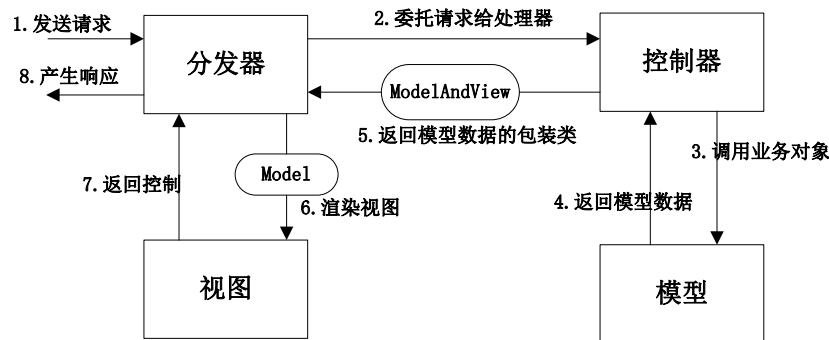 1.发送请求
2.委托请求给处理器
分发器
控制器
8.产生响应
ModelAndView
5.返回模型数据的包装类
3.调用业务对象
7.返回控制
Model
4.返回模型数据
6.渲染视图
视图
模型